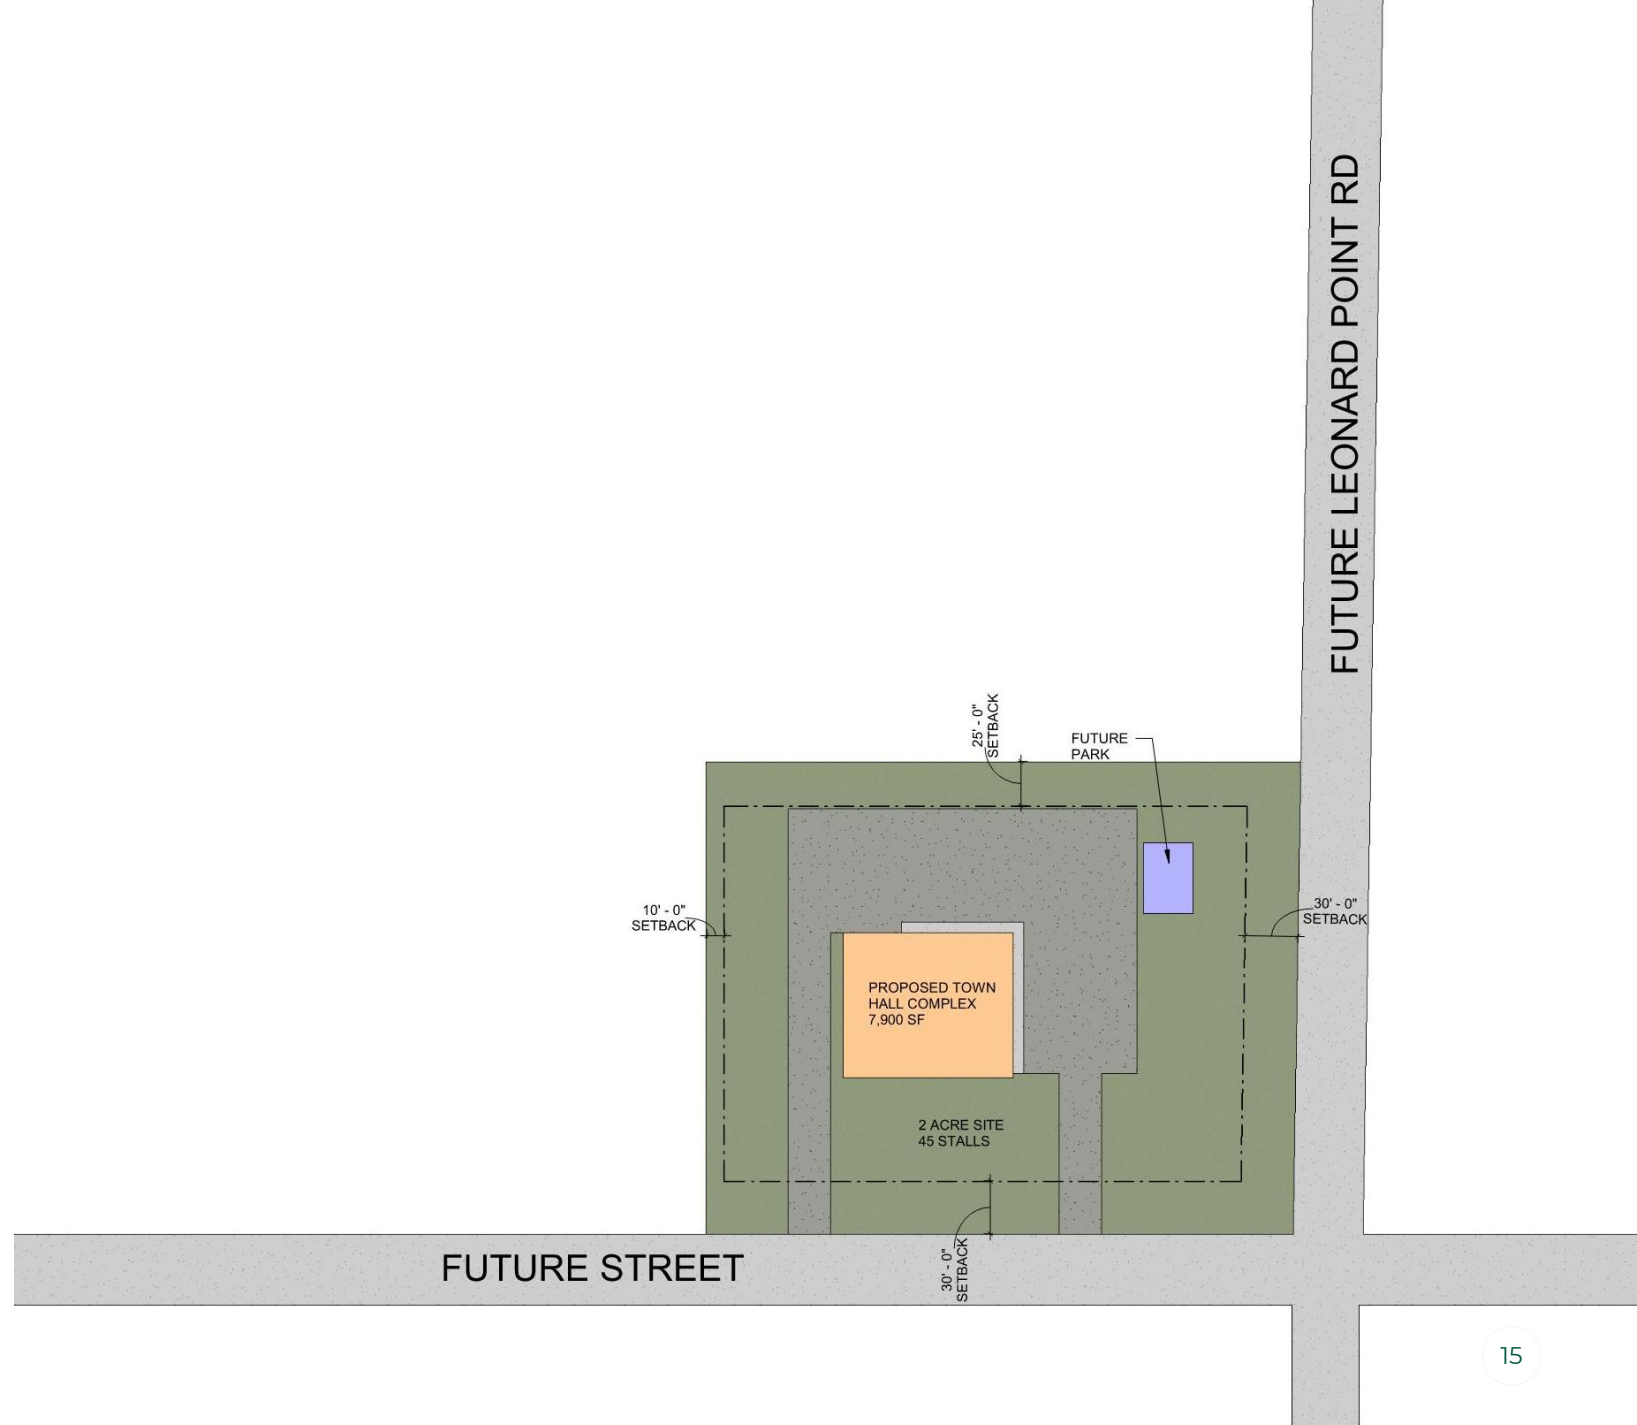 FUTURE LEONARD POINT RD
25' - 0"
SETBACK
FUTURE
PARK
10' - 0"
SETBACK
30' - 0"
SETBACK
PROPOSED TOWN
HALL COMPLEX
7,900 SF
2 ACRE SITE
45 STALLS
30' - 0"
SETBACK
FUTURE STREET
15